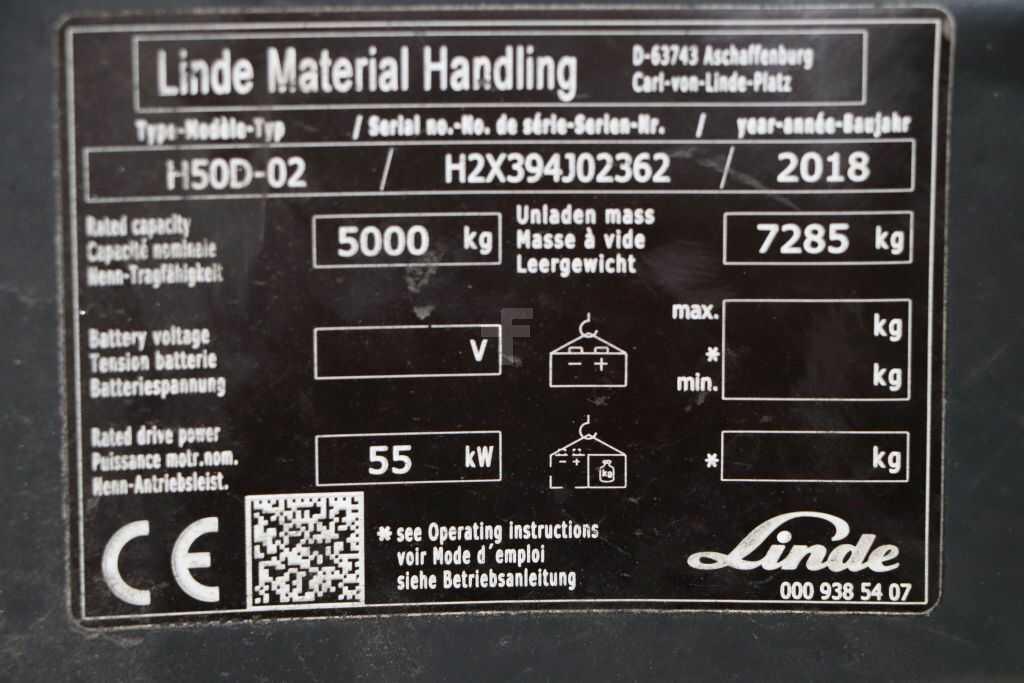 Linde Material Handling
D-63743 Aschaffenburg
Carl-von-Linde-Platz
Type-Modèle-Typ / Serial no.-No. de série-Serien-Nr. / year-année-Baujahr
H50D-02 / H2X394J02362 / 2018
Rated capacity
Capacité nominale
Nenn-Tragfähigkeit
5000 kg
Unladen mass
Masse à vide
Leergewicht
7285 kg
Battery voltage
Tension batterie
Batteriespannung
V
- +
max.
*
min.
kg
kg
Rated drive power
Puissance motr.nom.
Nenn-Antriebsleist.
55 kW
- +
kg
*
kg
CE
* see Operating instructions
voir Mode d'emploi
siehe Betriebsanleitung
Linde
000 938 54 07
F